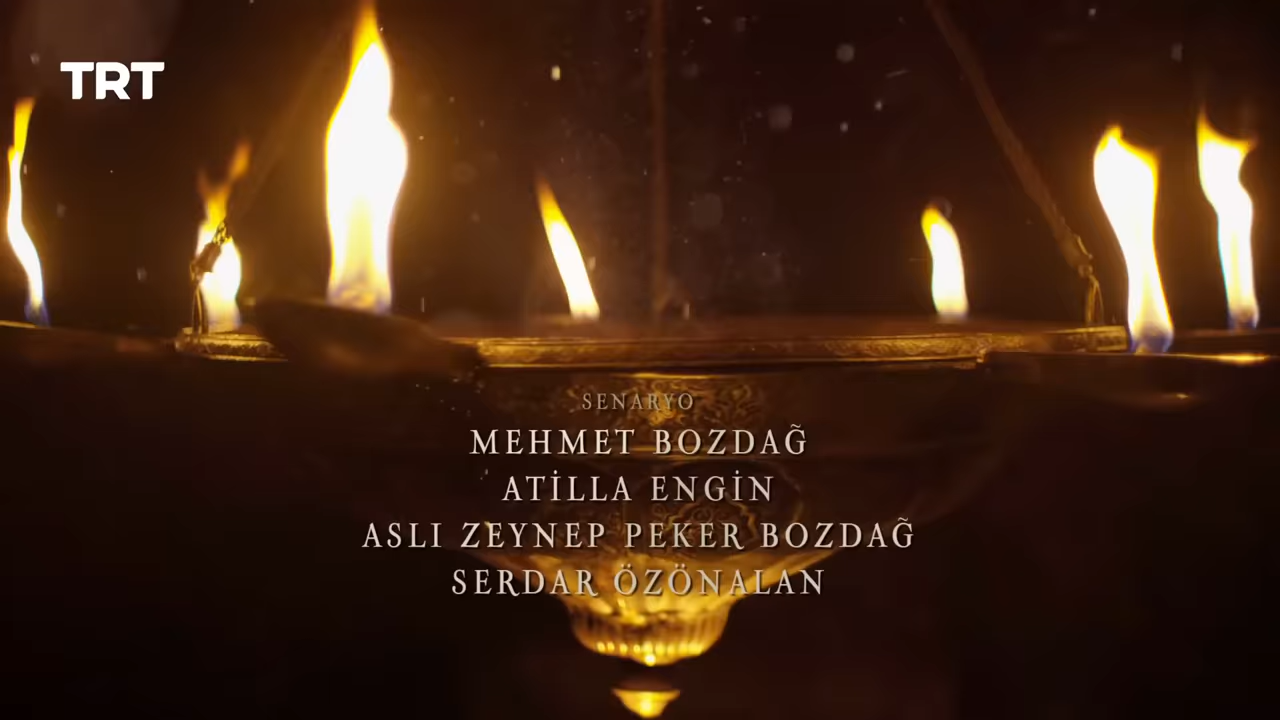 TRT
SENARYO
MEHMET BOZDAĞ
ATİLLA ENGİN
ASLI ZEYNEP PEKER BOZDAĞ
SERDAR ÖZÖNALAN